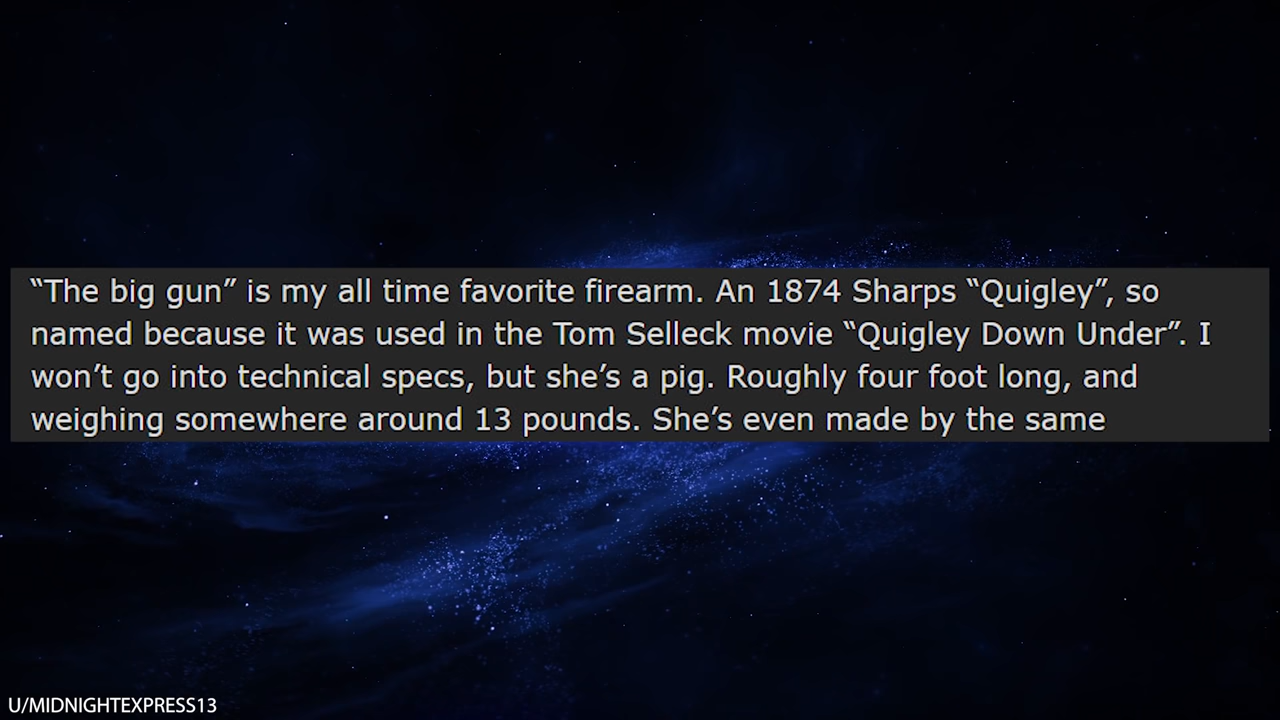 “The big gun” is my all time favorite firearm. An 1874 Sharps “Quigley”, so
named because it was used in the Tom Selleck movie “Quigley Down Under”. I
won’t go into technical specs, but she’s a pig. Roughly four foot long, and
weighing somewhere around 13 pounds. She’s even made by the same
U/MIDNIGHTEXPRESS13